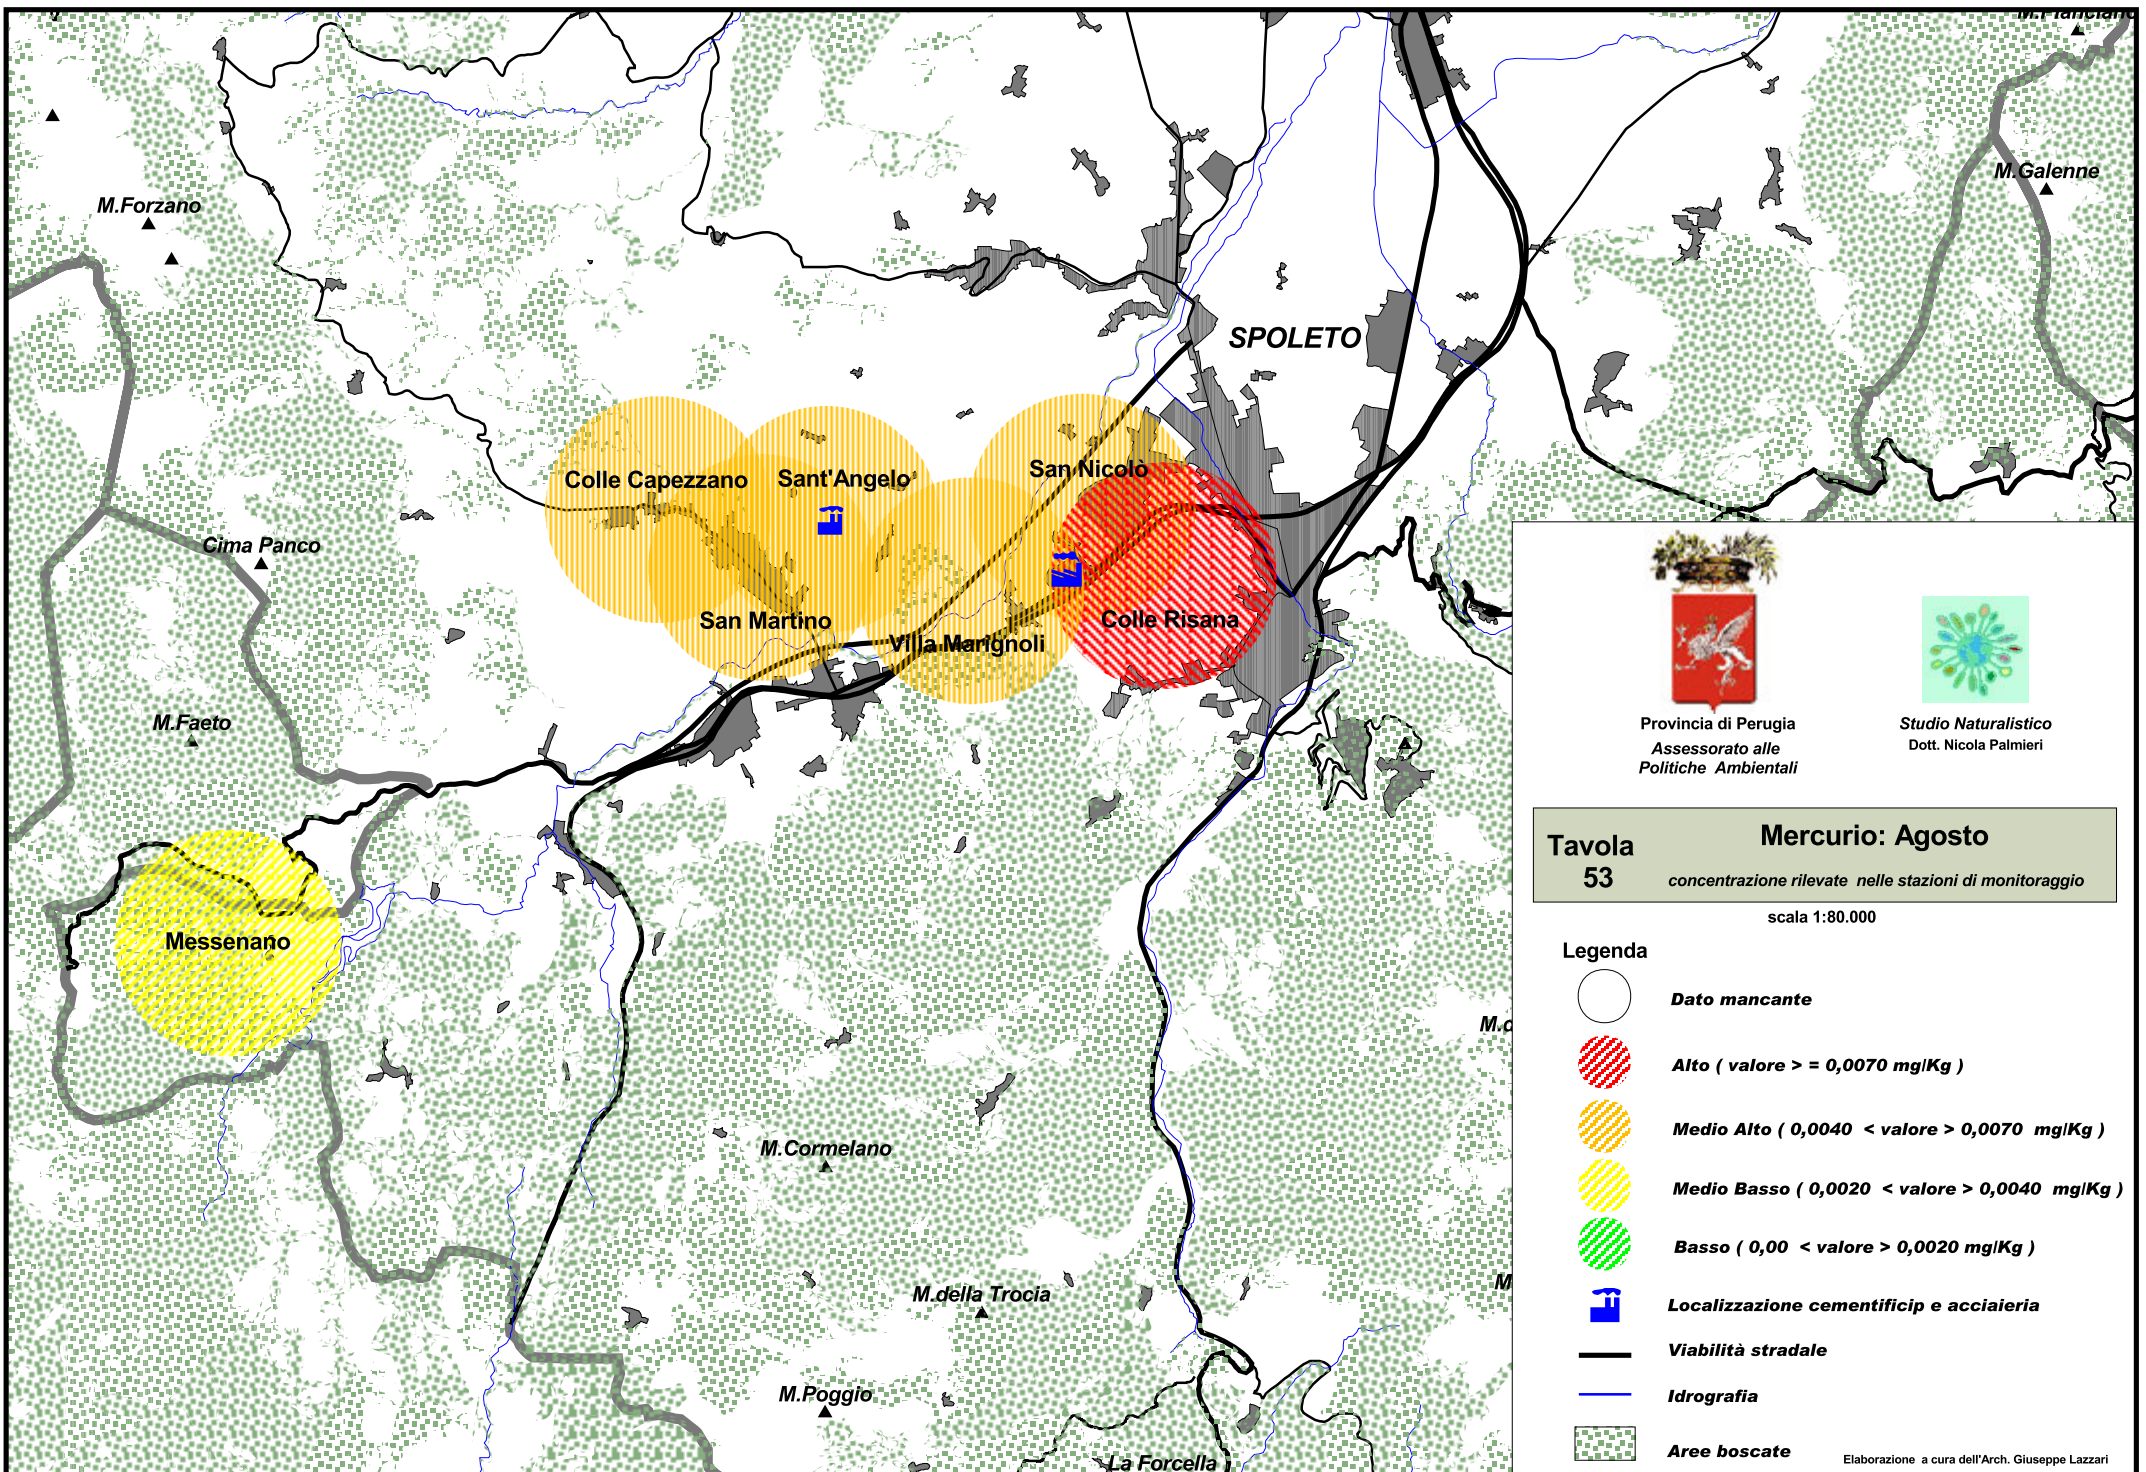 M.Planciano
M.Galenne
M.Forzano
SPOLETO
Colle Capezzano
Sant'Angelo
San Nicolò
Cima Panco
San Martino
Villa Marignoli
Colle Risana
M.Faeto
Messenano
M.Cormelano
M.della Trocia
M.Poggio
La Forcella
Provincia di Perugia
Assessorato alle
Politiche Ambientali
Studio Naturalistico
Dott. Nicola Palmieri
Tavola
53
Mercurio: Agosto
concentrazione rilevate nelle stazioni di monitoraggio
scala 1:80.000
Legenda
Dato mancante
Alto ( valore > = 0,0070 mg/Kg )
Medio Alto ( 0,0040 < valore > 0,0070 mg/Kg )
Medio Basso ( 0,0020 < valore > 0,0040 mg/Kg )
Basso ( 0,00 < valore > 0,0020 mg/Kg )
Localizzazione cementificip e acciaieria
Viabilità stradale
Idrografia
Aree boscate
Elaborazione a cura dell'Arch. Giuseppe Lazzari